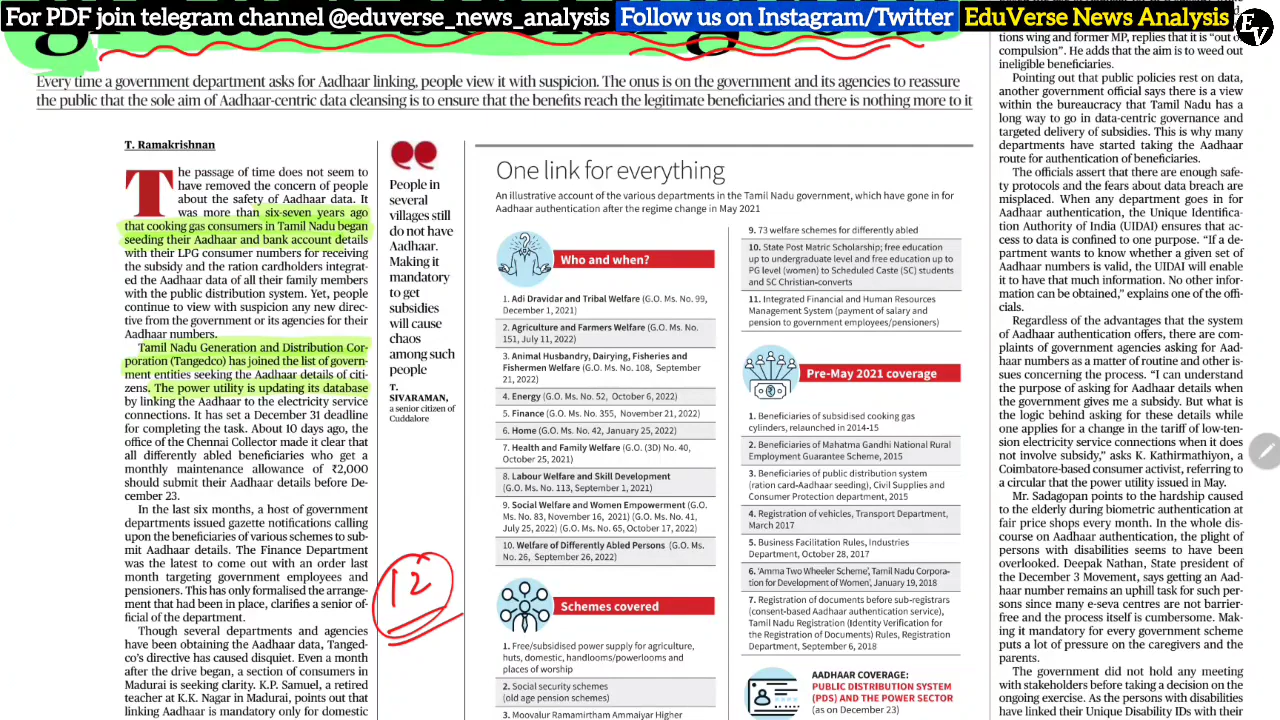 For PDF join telegram channel @eduverse_news_analysis Follow us on Instagram/Twitter EduVerse News Analysis
EV
Every time a government department asks for Aadhaar linking, people view it with suspicion. The onus is on the government and its agencies to reassure
the public that the sole aim of Aadhaar-centric data cleansing is to ensure that the benefits reach the legitimate beneficiaries and there is nothing more to it
T. Ramakrishnan
The passage of time does not seem to
have removed the concern of people
about the safety of Aadhaar data. It
was more than six-seven years ago
that cooking gas consumers in Tamil Nadu began
seeding their Aadhaar and bank account details
with their LPG consumer numbers for receiving
the subsidy and the ration cardholders integrat-
ed the Aadhaar data of all their family members
with the public distribution system. Yet, people
continue to view with suspicion any new direc-
tive from the government or its agencies for their
Aadhaar numbers.
Tamil Nadu Generation and Distribution Cor-
poration (Tangedco) has joined the list of govern-
ment entities seeking the Aadhaar details of citi-
zens. The power utility is updating its database
by linking the Aadhaar to the electricity service
connections. It has set a December 31 deadline
for completing the task. About 10 days ago, the
office of the Chennai Collector made it clear that
all differently abled beneficiaries who get a
monthly maintenance allowance of ₹2,000
should submit their Aadhaar details before De-
cember 23.
In the last six months, a host of government
departments issued gazette notifications calling
upon the beneficiaries of various schemes to sub-
mit Aadhaar details. The Finance Department
was the latest to come out with an order last
month targeting government employees and
pensioners. This has only formalised the arrange-
ment that had been in place, clarifies a senior of-
ficial of the department.
Though several departments and agencies
have been obtaining the Aadhaar data, Tanged-
co's directive has caused disquiet. Even a month
after the drive began, a section of consumers in
Madurai is seeking clarity. K.P. Samuel, a retired
teacher at K.K. Nagar in Madurai, points out that
linking Aadhaar is mandatory only for domestic
People in
several
villages still
do not have
Aadhaar.
Making it
mandatory
to get
subsidies
will cause
chaos
among such
people
T.
SIVARAMAN,
a senior citizen of
Cuddalore
12
One link for everything
An illustrative account of the various departments in the Tamil Nadu government, which have gone in for
Aadhaar authentication after the regime change in May 2021
Who and when?
1. Adi Dravidar and Tribal Welfare (G.O. Ms. No. 99,
December 1, 2021)
2. Agriculture and Farmers Welfare (G.O. Ms. No.
151, July 11, 2022)
3. Animal Husbandry, Dairying, Fisheries and
Fishermen Welfare (G.O. Ms. No. 108, September
21, 2022)
4. Energy (G.O. Ms. No. 52, October 6, 2022)
5. Finance (G.O. Ms. No. 355, November 21, 2022)
6. Home (G.O. Ms. No. 42, January 25, 2022)
7. Health and Family Welfare (G.O. (3D) No. 40,
October 25, 2021)
8. Labour Welfare and Skill Development
(G.O. Ms. No. 113, September 1, 2021)
9. Social Welfare and Women Empowerment (G.O.
Ms. No. 83, November 16, 2021) (G.O. Ms. No. 41,
July 25, 2022) (G.O. Ms. No. 65, October 17, 2022)
10. Welfare of Differently Abled Persons (G.O. Ms.
No. 26, September 26, 2022)
Schemes covered
1. Free/subsidised power supply for agriculture,
huts, domestic, handlooms/powerlooms and
places of worship
2. Social security schemes
(old age pension schemes)
3. Moovalur Ramamirtham Ammaiyar Higher
9. 73 welfare schemes for differently abled
10. State Post Matric Scholarship; free education
up to undergraduate level and free education up to
PG level (women) to Scheduled Caste (SC) students
and SC Christian-converts
11. Integrated Financial and Human Resources
Management System (payment of salary and
pension to government employees/pensioners)
Pre-May 2021 coverage
1. Beneficiaries of subsidised cooking gas
cylinders, relaunched in 2014-15
2. Beneficiaries of Mahatma Gandhi National Rural
Employment Guarantee Scheme, 2015
3. Beneficiaries of public distribution system
(ration card-Aadhaar seeding), Civil Supplies and
Consumer Protection department, 2015
4. Registration of vehicles, Transport Department,
March 2017
5. Business Facilitation Rules, Industries
Department, October 28, 2017
6. 'Amma Two Wheeler Scheme', Tamil Nadu Corpora-
tion for Development of Women', January 19, 2018
7. Registration of documents before sub-registrars
(consent-based Aadhaar authentication service),
Tamil Nadu Registration (Identity Verification for
the Registration of Documents) Rules, Registration
Department, September 6, 2018
AADHAAR COVERAGE:
PUBLIC DISTRIBUTION SYSTEM
(PDS) AND THE POWER SECTOR
(as on December 23)
tions wing and former MP, replies that it is "out of
compulsion". He adds that the aim is to weed out
ineligible beneficiaries.
Pointing out that public policies rest on data,
another government official says there is a view
within the bureaucracy that Tamil Nadu has a
long way to go in data-centric governance and
targeted delivery of subsidies. This is why many
departments have started taking the Aadhaar
route for authentication of beneficiaries.
The officials assert that there are enough safe-
ty protocols and the fears about data breach are
misplaced. When any department goes in for
Aadhaar authentication, the Unique Identifica-
tion Authority of India (UIDAI) ensures that ac-
cess to data is confined to one purpose. "If a de-
partment wants to know whether a given set of
Aadhaar numbers is valid, the UIDAI will enable
it to have that much information. No other infor-
mation can be obtained," explains one of the offi-
cials.
Regardless of the advantages that the system
of Aadhaar authentication offers, there are com-
plaints of government agencies asking for Aad-
haar numbers as a matter of routine and other is-
sues concerning the process. "I can understand
the purpose of asking for Aadhaar details when
the government gives me a subsidy. But what is
the logic behind asking for these details while
one applies for a change in the tariff of low-ten-
sion electricity service connections when it does
not involve subsidy," asks K. Kathirmathiyon, a
Coimbatore-based consumer activist, referring to
a circular that the power utility issued in May.
Mr. Sadagopan points to the hardship caused
to the elderly during biometric authentication at
fair price shops every month. In the whole dis-
course on Aadhaar authentication, the plight of
persons with disabilities seems to have been
overlooked. Deepak Nathan, State president of
the December 3 Movement, says getting an Aad-
haar number remains an uphill task for such per-
sons since many e-seva centres are not barrier-
free and the process itself is cumbersome. Mak-
ing it mandatory for every government scheme
puts a lot of pressure on the caregivers and the
parents.
The government did not hold any meeting
with stakeholders before taking a decision on the
ongoing exercise. As the persons with disabilities
have linked their Unique Disability IDs with their